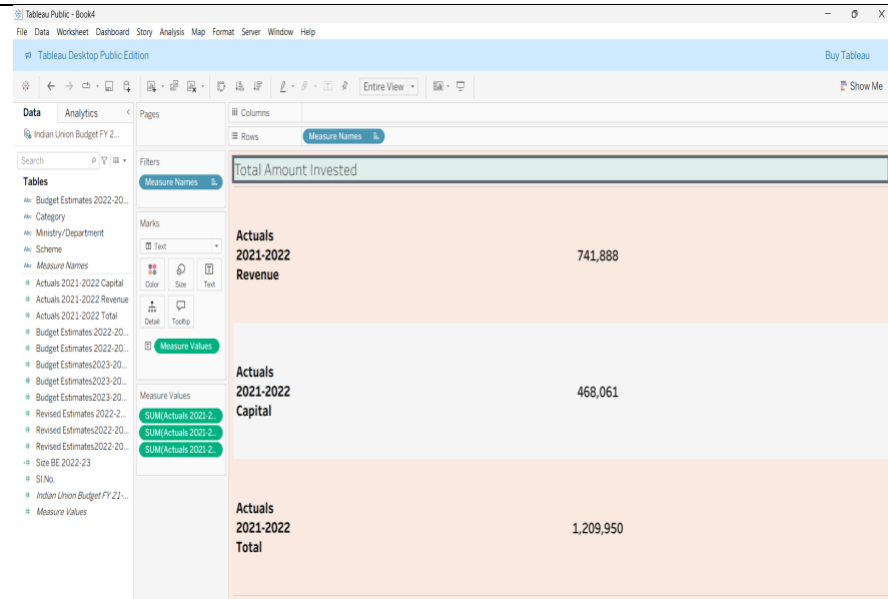 Tableau Public - Book4
File Data Worksheet Dashboard Story Analysis Map Format Server Window Help
Tableau Desktop Public Edition
Buy Tableau
Entire View
Show Me
Data Analytics
Indian Union Budget FY 2...
Search
Tables
Abc Budget Estimates 2022-20...
Abc Category
Abc Ministry/Department
Abc Scheme
Abc Measure Names
# Actuals 2021-2022 Capital
# Actuals 2021-2022 Revenue
# Actuals 2021-2022 Total
# Budget Estimates 2022-20...
# Budget Estimates 2022-20...
# Budget Estimates2023-20...
# Budget Estimates2023-20...
# Budget Estimates2023-20...
# Revised Estimates 2022-2...
# Revised Estimates2022-20...
# Revised Estimates2022-20...
=# Size BE 2022-23
# Sl.No.
# Indian Union Budget FY 21-...
# Measure Values
Pages
Filters
Measure Names
Marks
Text
Color Size Text
Detail Tooltip
Measure Values
Measure Values
SUM(Actuals 2021-2..
SUM(Actuals 2021-2..
SUM(Actuals 2021-2..
Columns
Rows Measure Names
Total Amount Invested
Actuals
2021-2022
Revenue
741,888
Actuals
2021-2022
Capital
468,061
Actuals
2021-2022
Total
1,209,950